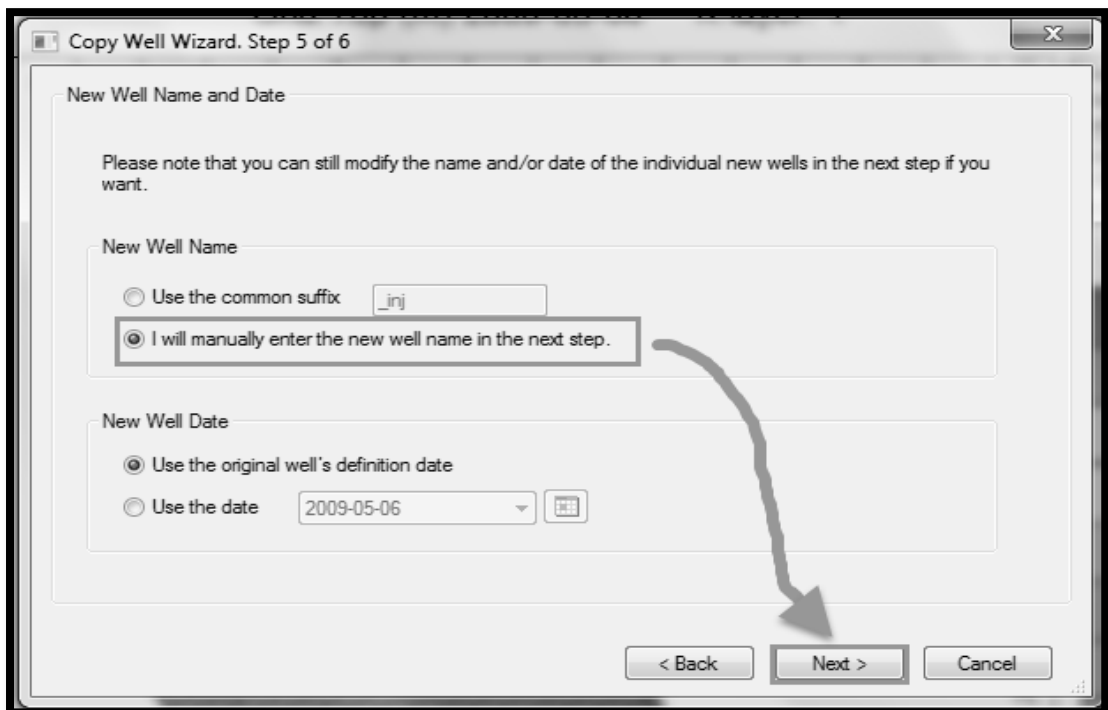 Copy Well Wizard. Step 5 of 6
New Well Name and Date
Please note that you can still modify the name and/or date of the individual new wells in the next step if you
want.
New Well Name
Use the common suffix _inj
I will manually enter the new well name in the next step.
New Well Date
Use the original well's definition date
Use the date 2009-05-06
< Back Next > Cancel